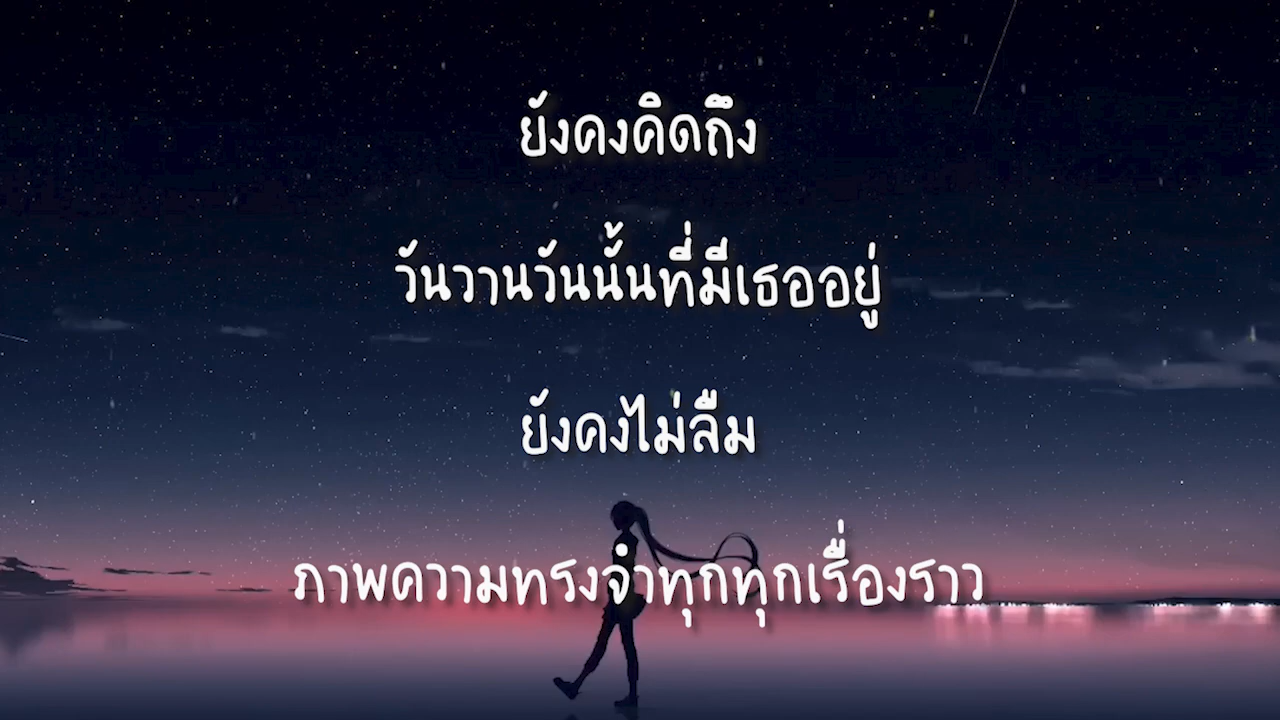 ยังคงคิดถึง
วันวานวันนั้นที่มีเธออยู่
ยังคงไม่ลืม
ภาพความทรงจำทุกทุกเรื่องราว